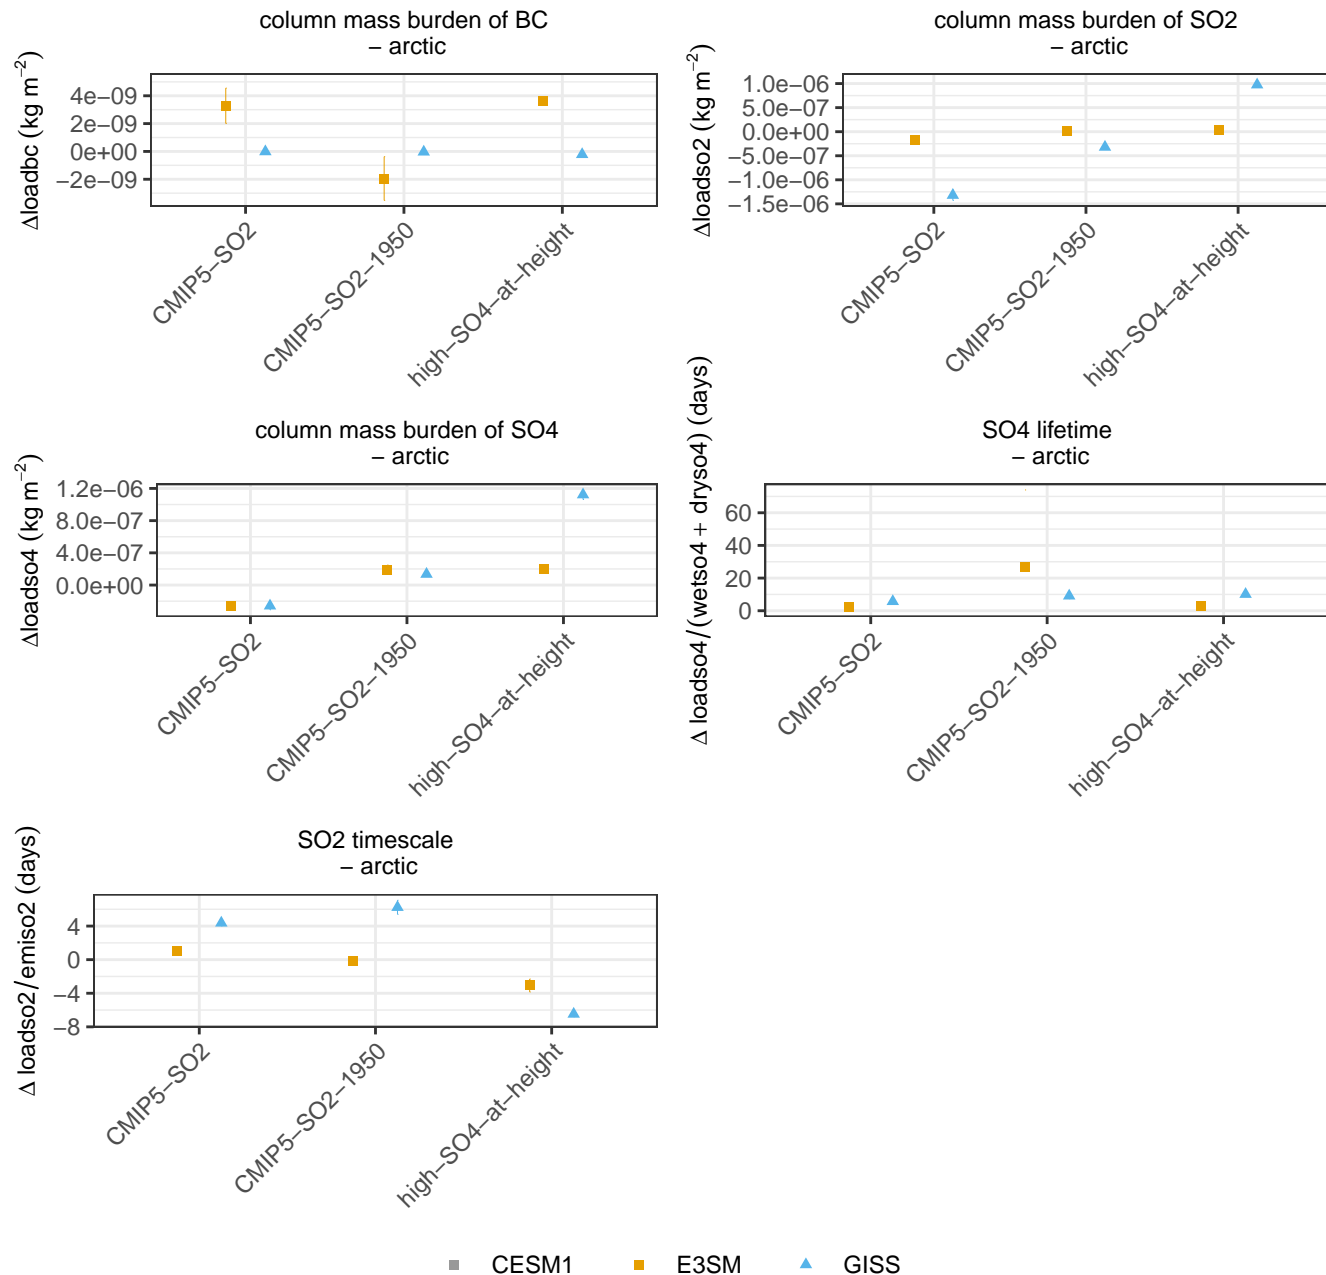 column mass burden of BC
– arctic
Δloadbc (kg m⁻²)
4e−09
2e−09
0e+00
−2e−09
CMIP5−SO2
CMIP5−SO2−1950
high−SO4−at−height
column mass burden of SO2
– arctic
Δloadso2 (kg m⁻²)
1.0e−06
5.0e−07
0.0e+00
−5.0e−07
−1.0e−06
−1.5e−06
CMIP5−SO2
CMIP5−SO2−1950
high−SO4−at−height
column mass burden of SO4
– arctic
Δloadso4 (kg m⁻²)
1.2e−06
8.0e−07
4.0e−07
0.0e+00
CMIP5−SO2
CMIP5−SO2−1950
high−SO4−at−height
SO4 lifetime
– arctic
Δ loadso4/(wetso4 + dryso4) (days)
60
40
20
0
CMIP5−SO2
CMIP5−SO2−1950
high−SO4−at−height
SO2 timescale
– arctic
Δ loadso2/emiso2 (days)
4
0
−4
−8
CMIP5−SO2
CMIP5−SO2−1950
high−SO4−at−height
CESM1 E3SM GISS